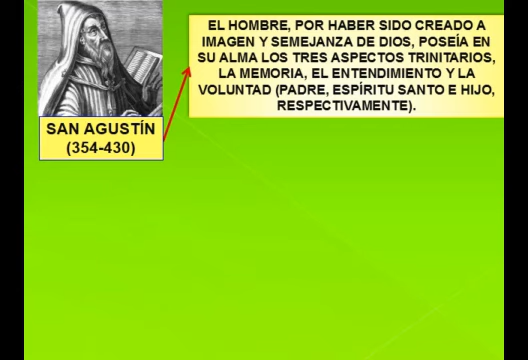 EL HOMBRE, POR HABER SIDO CREADO A
IMAGEN Y SEMEJANZA DE DIOS, POSEÍA EN
SU ALMA LOS TRES ASPECTOS TRINITARIOS,
LA MEMORIA, EL ENTENDIMIENTO Y LA
VOLUNTAD (PADRE, ESPÍRITU SANTO E HIJO,
RESPECTIVAMENTE).
SAN AGUSTÍN
(354-430)